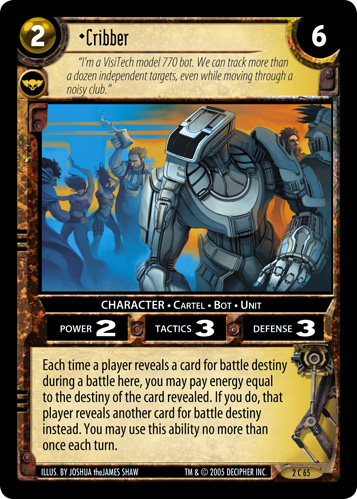 2 •Cribber 6
"I'm a VisiTech model 770 bot. We can track more than
a dozen independent targets, even while moving through a
noisy club."
CHARACTER • CARTEL • BOT • UNIT
POWER 2 TACTICS 3 DEFENSE 3
Each time a player reveals a card for battle destiny
during a battle here, you may pay energy equal
to the destiny of the card revealed. If you do, that
player reveals another card for battle destiny
instead. You may use this ability no more than
once each turn.
ILLUS. BY JOSHUA theJAMES SHAW TM & © 2005 DECIPHER INC. 2 C 65